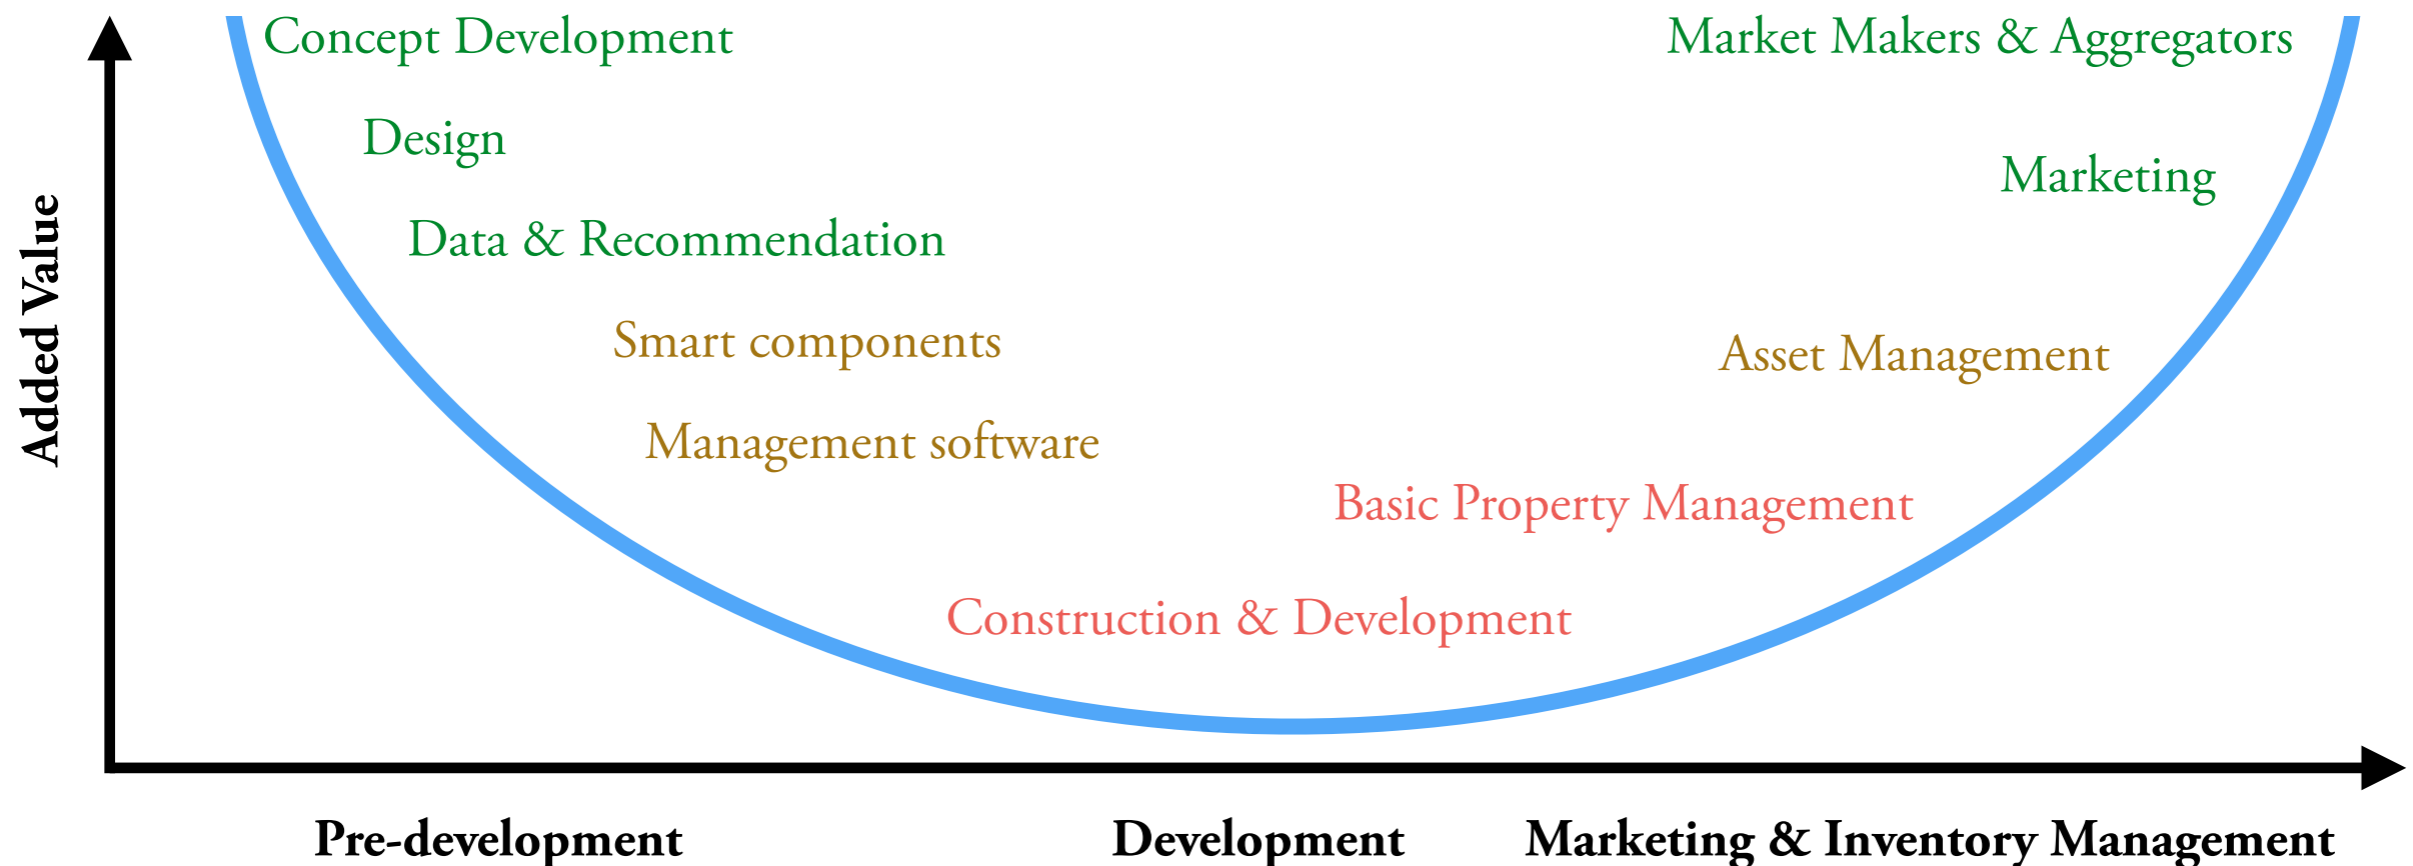 Concept Development
Market Makers & Aggregators
Design
Marketing
Data & Recommendation
Smart components
Asset Management
Management software
Basic Property Management
Construction & Development
Added Value
Pre-development
Development
Marketing & Inventory Management